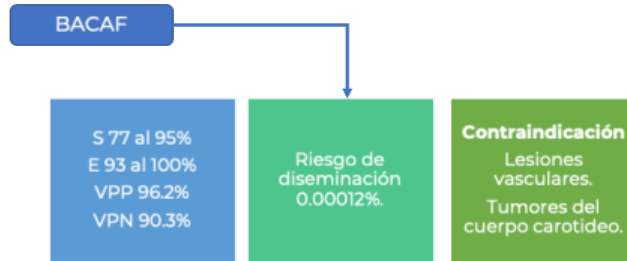 BACAF
S 77 al 95%
E 93 al 100%
VPP 96.2%
VPN 90.3%
Riesgo de
diseminación
0.00012%.
Contraindicación
Lesiones
vasculares.
Tumores del
cuerpo carotideo.